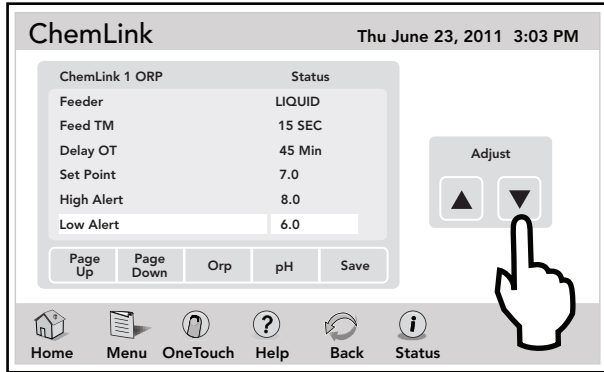 ChemLink Thu June 23, 2011 3:03 PM
ChemLink 1 ORP Status
Feeder LIQUID
Feed TM 15 SEC
Delay OT 45 Min
Set Point 7.0
High Alert 8.0
Low Alert 6.0
Adjust
Page Up Page Down Orp pH Save
Home Menu OneTouch Help Back Status